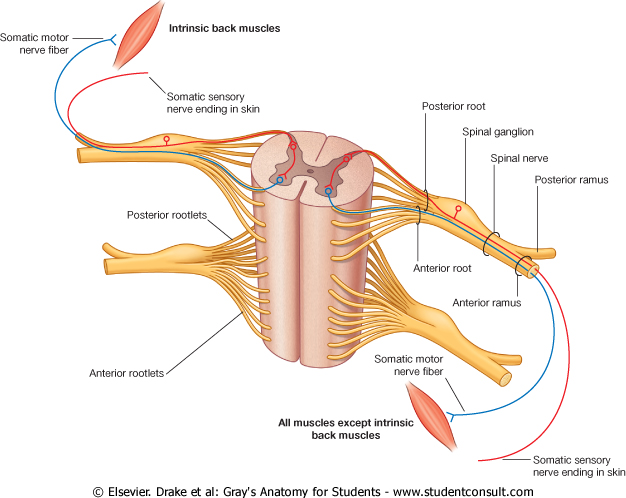 Somatic motor
nerve fiber
Intrinsic back muscles
Somatic sensory
nerve ending in skin
Posterior root
Spinal ganglion
Spinal nerve
Posterior ramus
Posterior rootlets
Anterior root
Anterior ramus
Anterior rootlets
Somatic motor
nerve fiber
All muscles except intrinsic
back muscles
Somatic sensory
nerve ending in skin
© Elsevier. Drake et al: Gray's Anatomy for Students - www.studentconsult.com